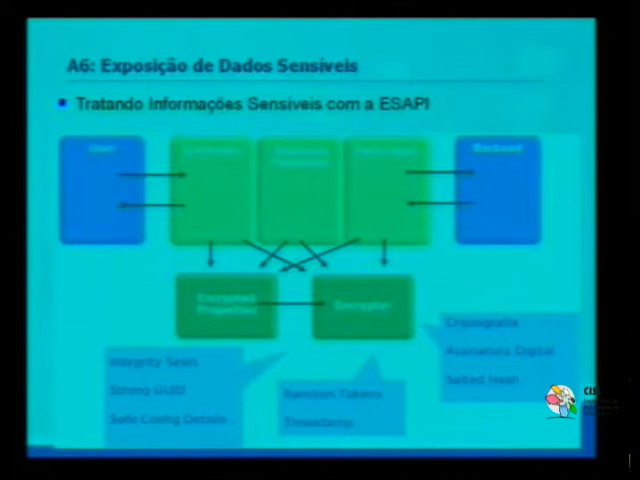 A6: Exposição de Dados Sensíveis
Tratando Informações Sensíveis com a ESAPI
User
Backend
Encrypted
Properties
Encryptor
Criptografia
Integrity Seals
Assinatura Digital
Strong GUID
Salted Hash
Random Tokens
Safe Config Details
Timestamp
CIS